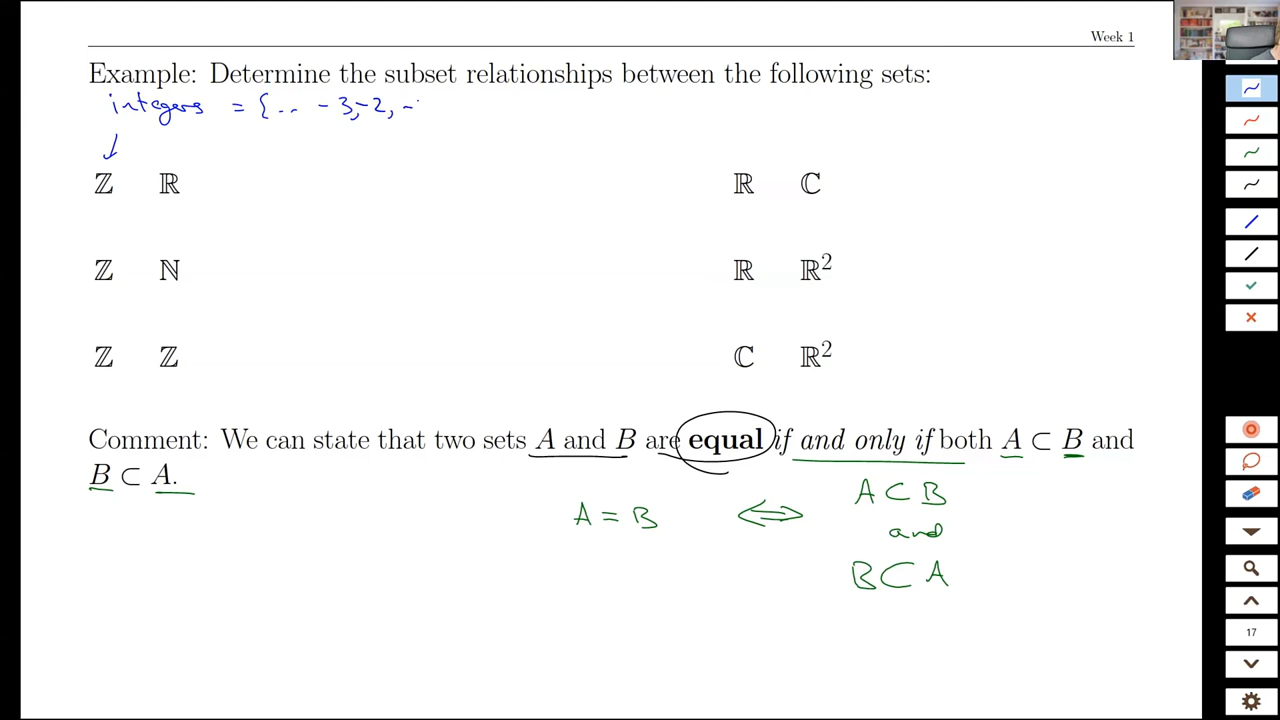 Week 1
Example: Determine the subset relationships between the following sets:
integers = {... -3, -2, -
ℤ ℝ ℝ ℂ
ℤ ℕ ℝ ℝ²
ℤ ℤ ℂ ℝ²
Comment: We can state that two sets A and B are equal if and only if both A ⊂ B and
B ⊂ A.
A = B ⟺ A ⊂ B
and
B ⊂ A
17